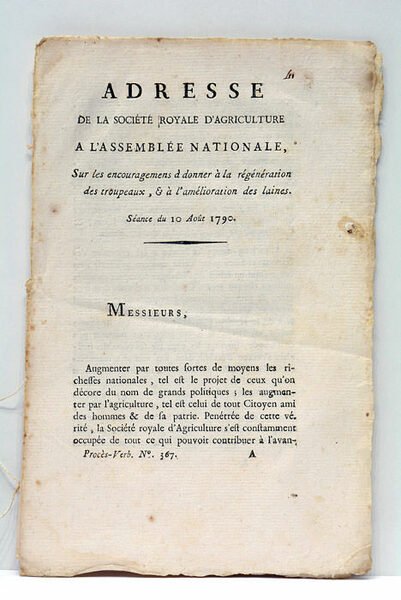 ADRESSE
DE LA SOCIÉTÉ ROYALE D'AGRICULTURE
A L'ASSEMBLÉE NATIONALE,
Sur les encouragemens à donner à la régénération
des troupeaux, & à l'amélioration des laines.
Séance du 10 Août 1790.
MESSIEURS,
Augmenter par toutes sortes de moyens les ri-
chesses nationales, tel est le projet de ceux qu'on
décore du nom de grands politiques; les augmen-
ter par l'agriculture, tel est celui de tout Citoyen ami
des hommes & de sa patrie. Penétrée de cette vé-
rité, la Société royale d'Agriculture s'est constamment
occupée de tout ce qui pouvoit contribuer à l'avan-
Procès-Verb. N°. 367. A